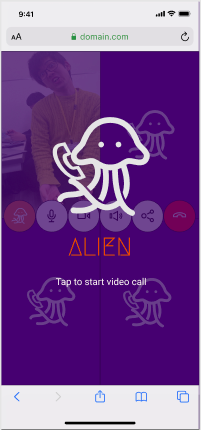 9:41
AA domain.com
ALIEN
Tap to start video call